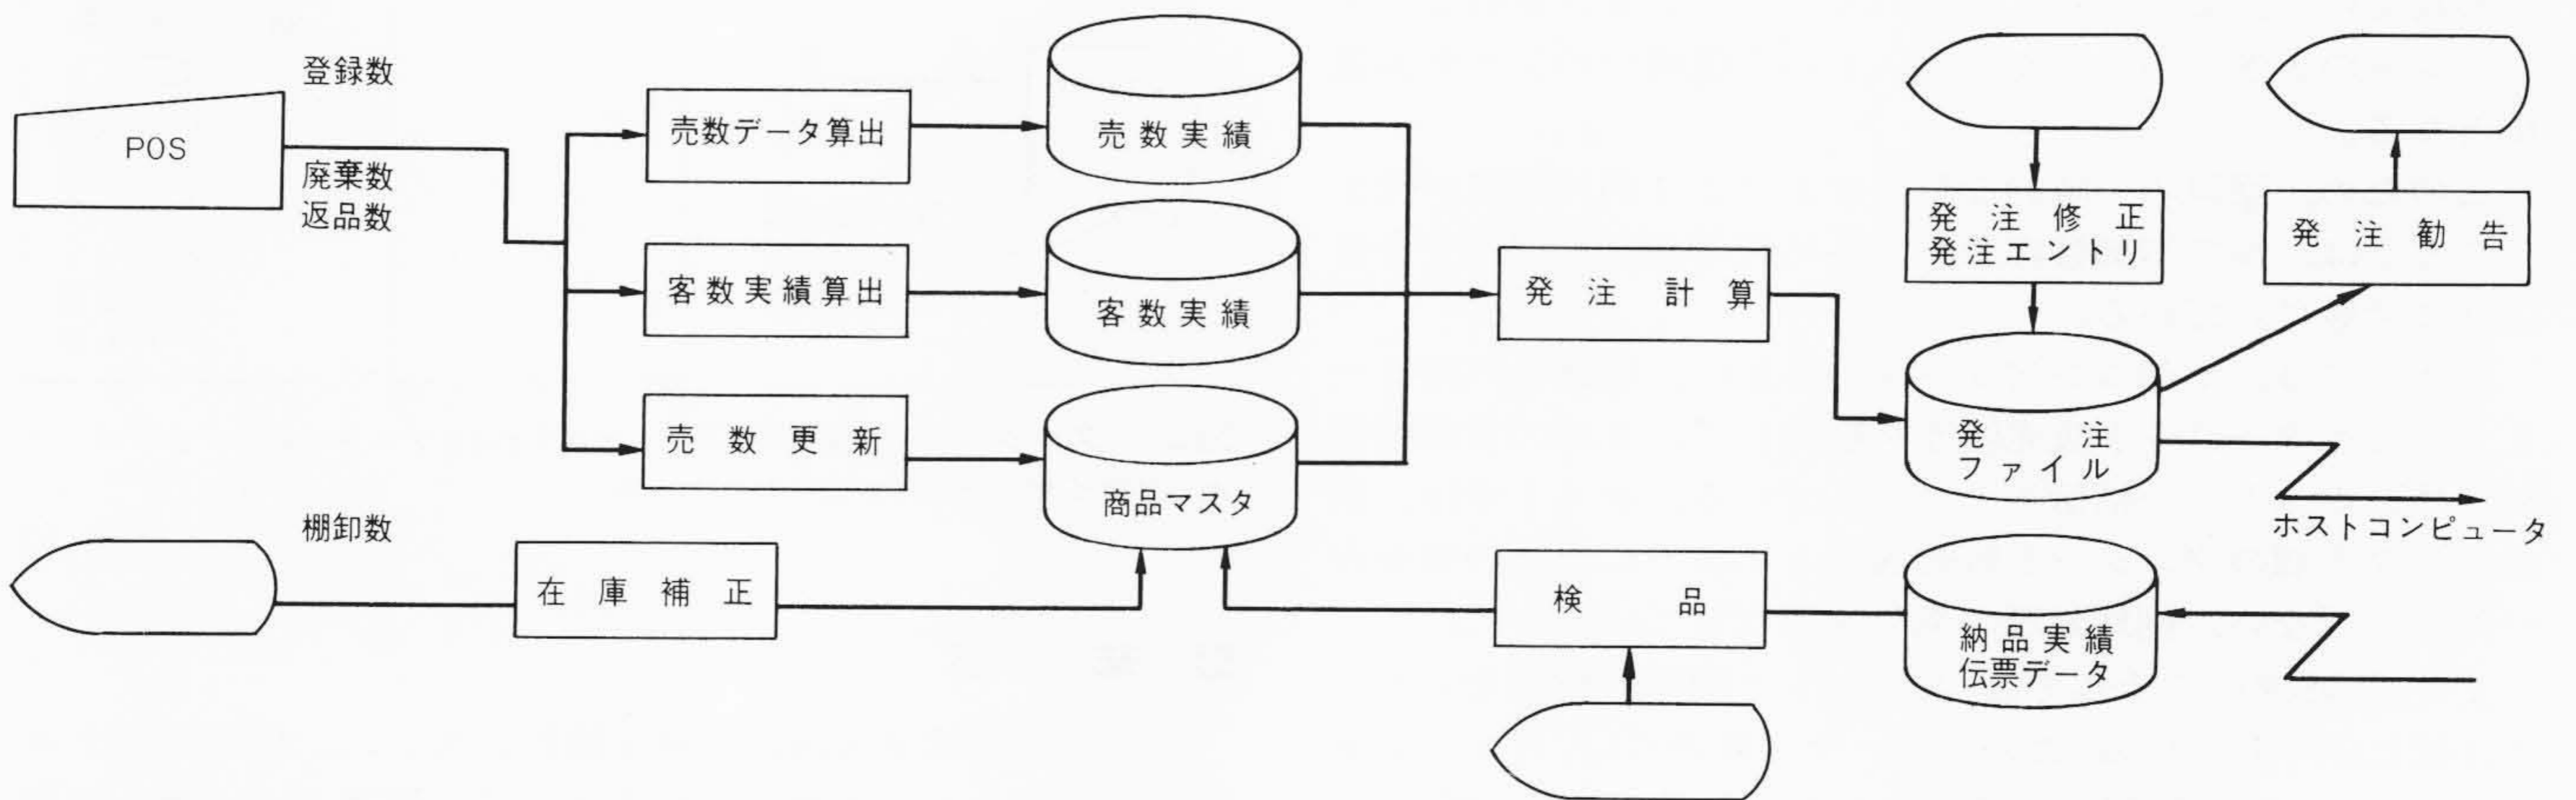 登録数
POS
廃棄数
返品数
売数データ算出
売数実績
客数実績算出
客数実績
売数更新
商品マスタ
発注計算
発注修正
発注エントリ
発注勧告
発注
ファイル
ホストコンピュータ
棚卸数
在庫補正
検品
納品実績
伝票データ